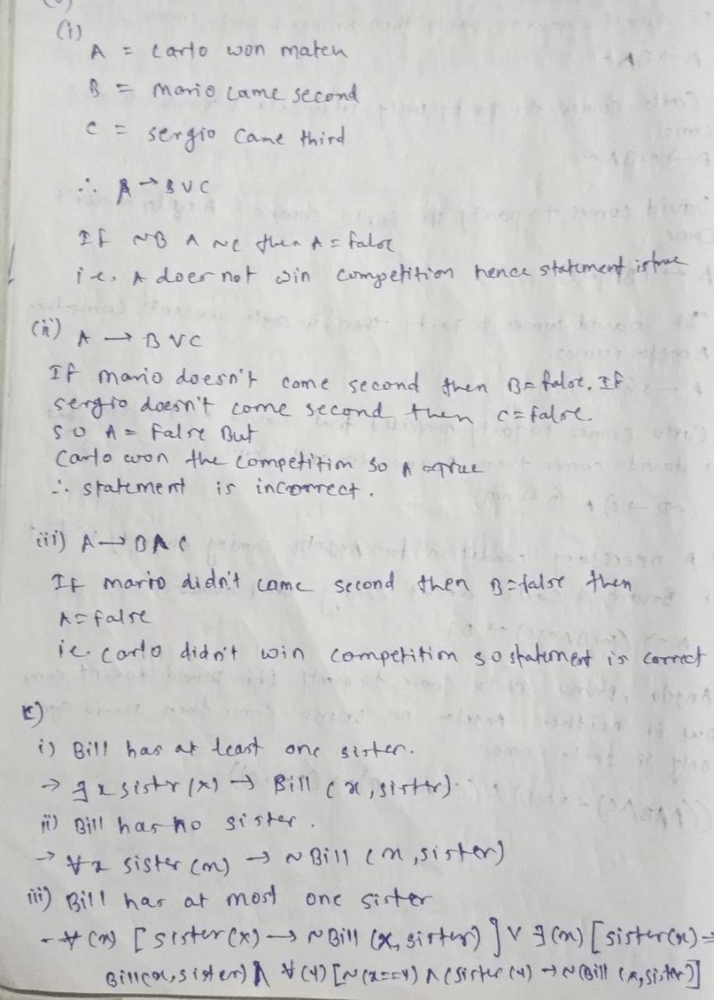 (i)
A = Carlo won match
B = Mario came second
C = Sergio came third
∴ A → B ∨ C
If ~B ∧ ~C then A = false
i.e. A does not win competition hence statement is true
(ii) A → B ∨ C
If mario doesn't come second then B = false. If
sergio doesn't come second then C = false
so A = false But
Carlo won the competition so A = True
∴ statement is incorrect.
iii) A → B ∧ C
If mario didn't came second then B = false then
A = false
ie. Carlo didn't win competition so statement is correct
c)
i) Bill has at least one sister.
→ ∃x sistr(x) → Bill (x, sister)
ii) Bill has no sister.
→ ∀x sister (x) → ~Bill (x, sister)
iii) Bill has at most one sister
- ∀(x) [sister(x) → ~Bill (x, sister)] ∨ ∃(x) [sister(x) →
Bill(x, sister) ∧ ∀(y) [~(x==y) ∧ (sister (y) → ~(Bill (x, sister)]